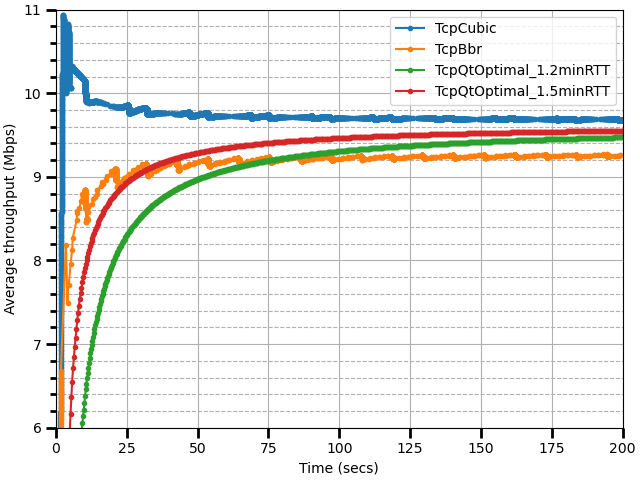 11
10
9
8
7
6
Average throughput (Mbps)
TcpCubic
TcpBbr
TcpQtOptimal_1.2minRTT
TcpQtOptimal_1.5minRTT
0 25 50 75 100 125 150 175 200
Time (secs)